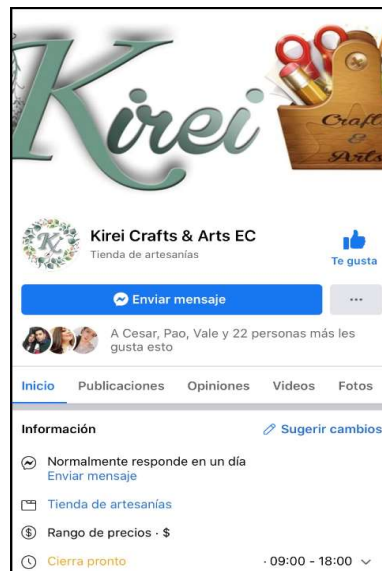 Kirei
Crafts
&
Arts
Kirei Crafts & Arts EC
Tienda de artesanías
Te gusta
Enviar mensaje
...
A Cesar, Pao, Vale y 22 personas más les
gusta esto
Inicio Publicaciones Opiniones Videos Fotos
Información Sugerir cambios
Normalmente responde en un día
Enviar mensaje
Tienda de artesanías
Rango de precios · $
Cierra pronto · 09:00 - 18:00